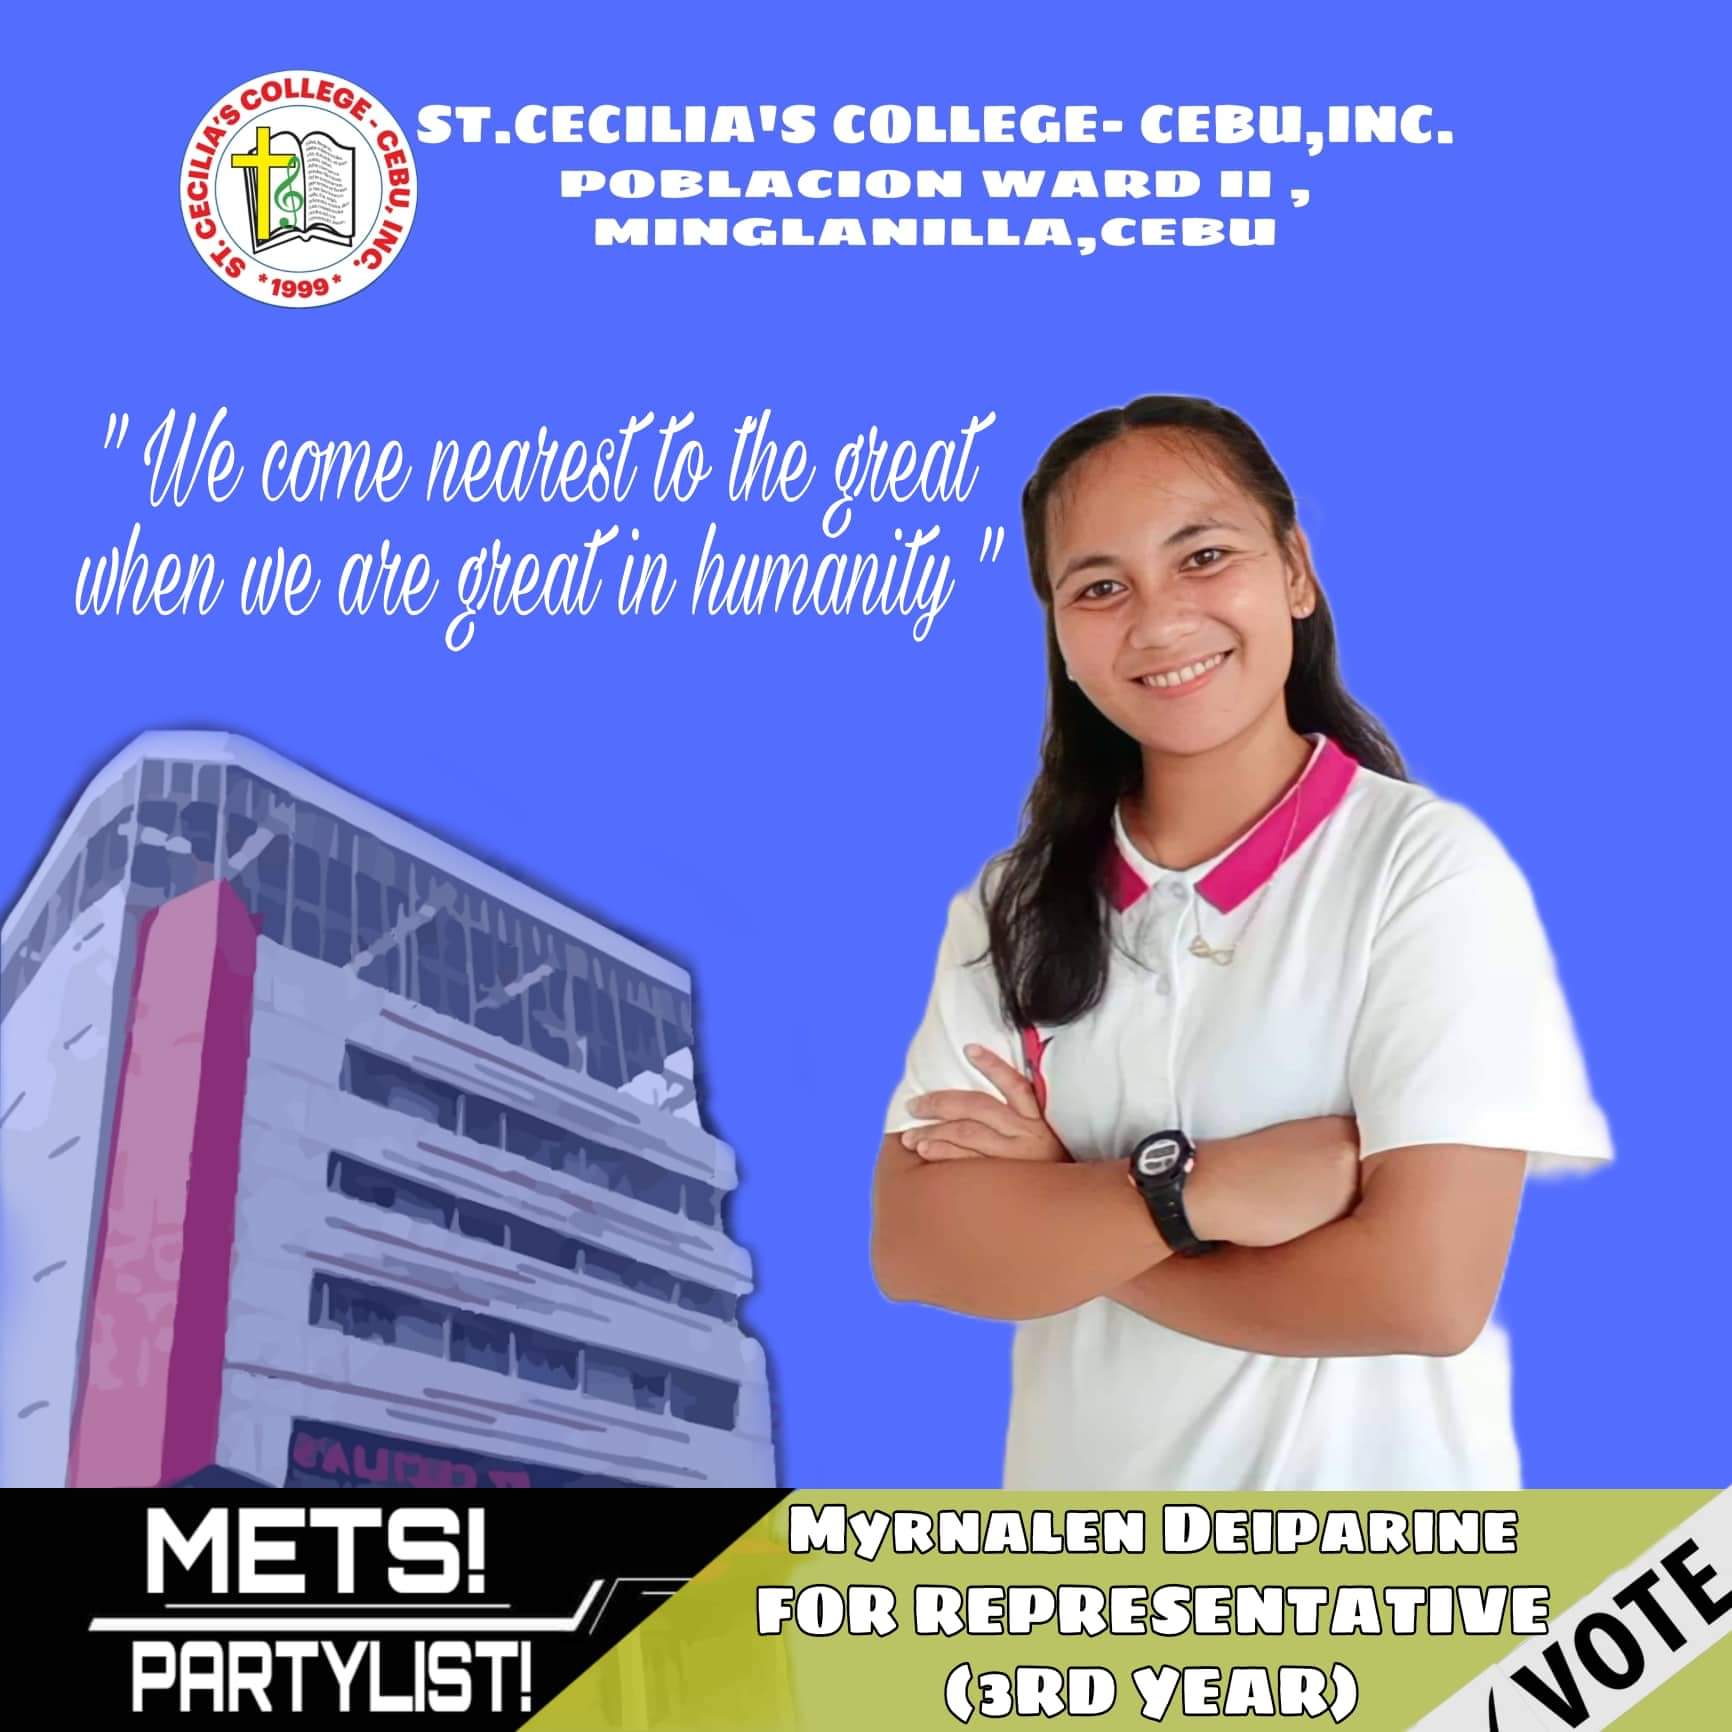 ST. CECILIA'S COLLEGE - CEBU, INC.
* 1999 *
ST.CECILIA'S COLLEGE- CEBU,INC.
POBLACION WARD II ,
MINGLANILLA,CEBU
" We come nearest to the great
when we are great in humanity "
METS!
PARTYLIST!
MYRNALEN DEIPARINE
FOR REPRESENTATIVE
(3RD YEAR)
VOTE